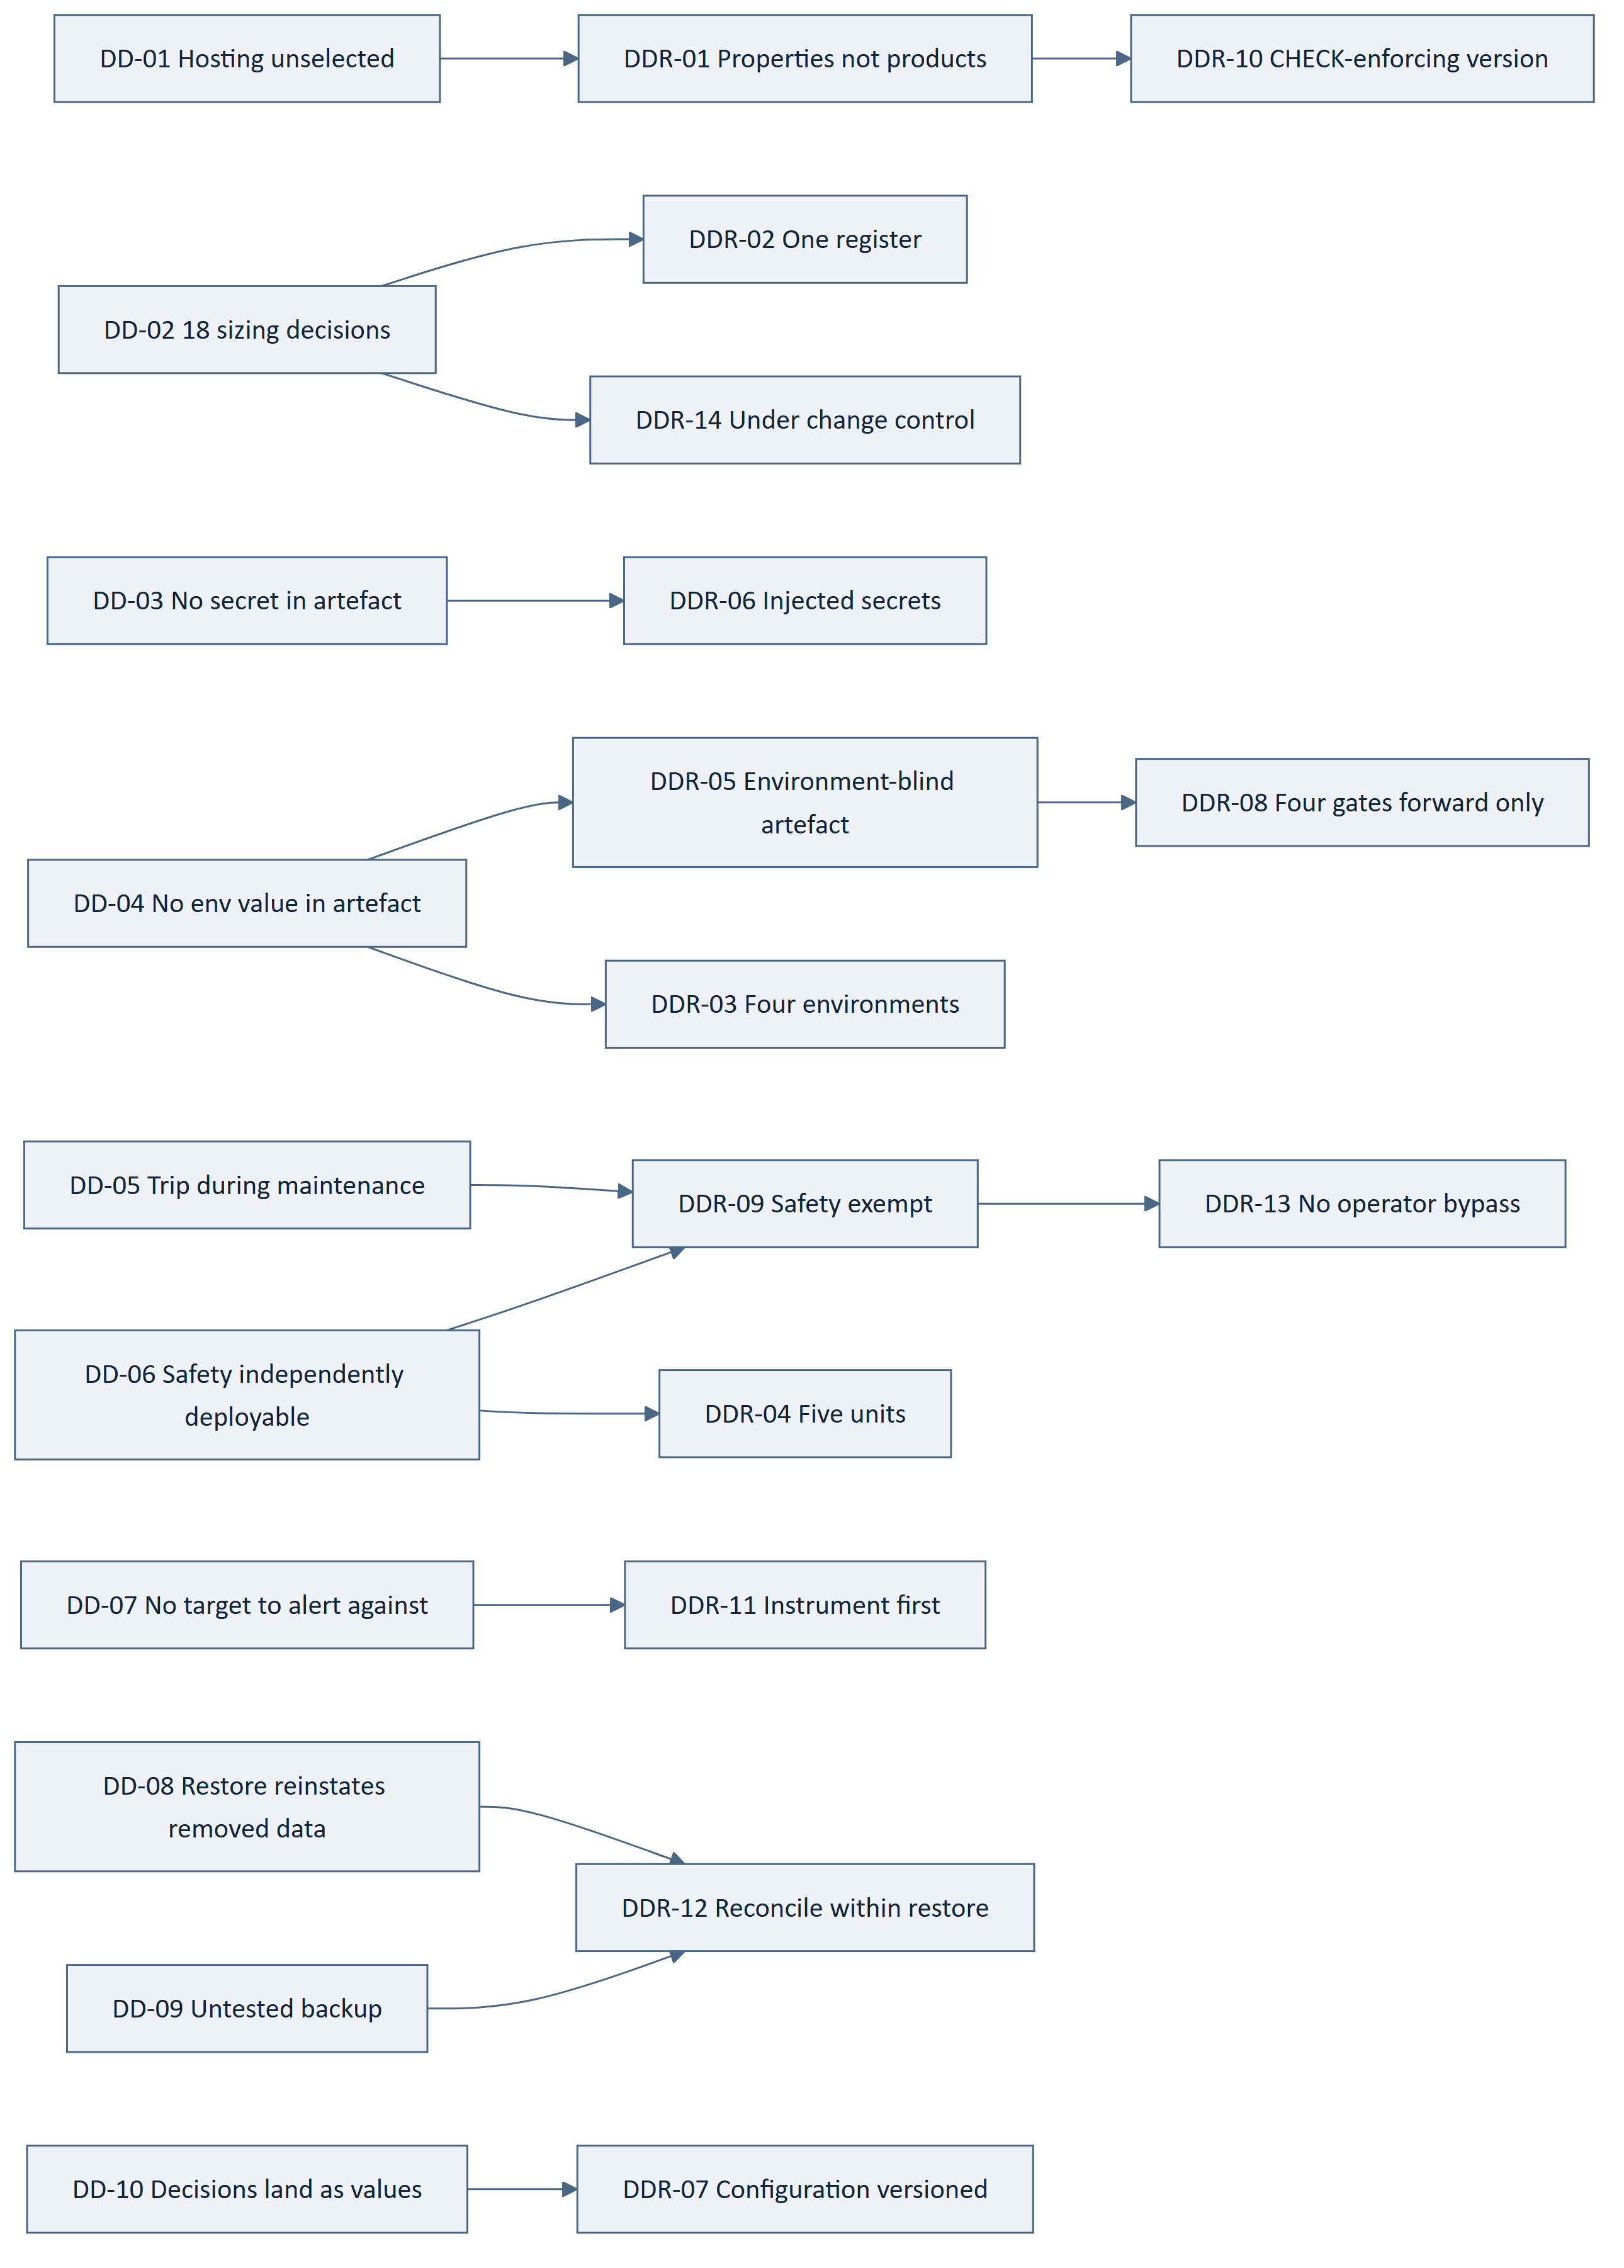 DD-01 Hosting unselected
DDR-01 Properties not products
DDR-10 CHECK-enforcing version
DDR-02 One register
DD-02 18 sizing decisions
DDR-14 Under change control
DD-03 No secret in artefact
DDR-06 Injected secrets
DDR-05 Environment-blind
artefact
DDR-08 Four gates forward only
DD-04 No env value in artefact
DDR-03 Four environments
DD-05 Trip during maintenance
DDR-09 Safety exempt
DDR-13 No operator bypass
DD-06 Safety independently
deployable
DDR-04 Five units
DD-07 No target to alert against
DDR-11 Instrument first
DD-08 Restore reinstates
removed data
DDR-12 Reconcile within restore
DD-09 Untested backup
DD-10 Decisions land as values
DDR-07 Configuration versioned